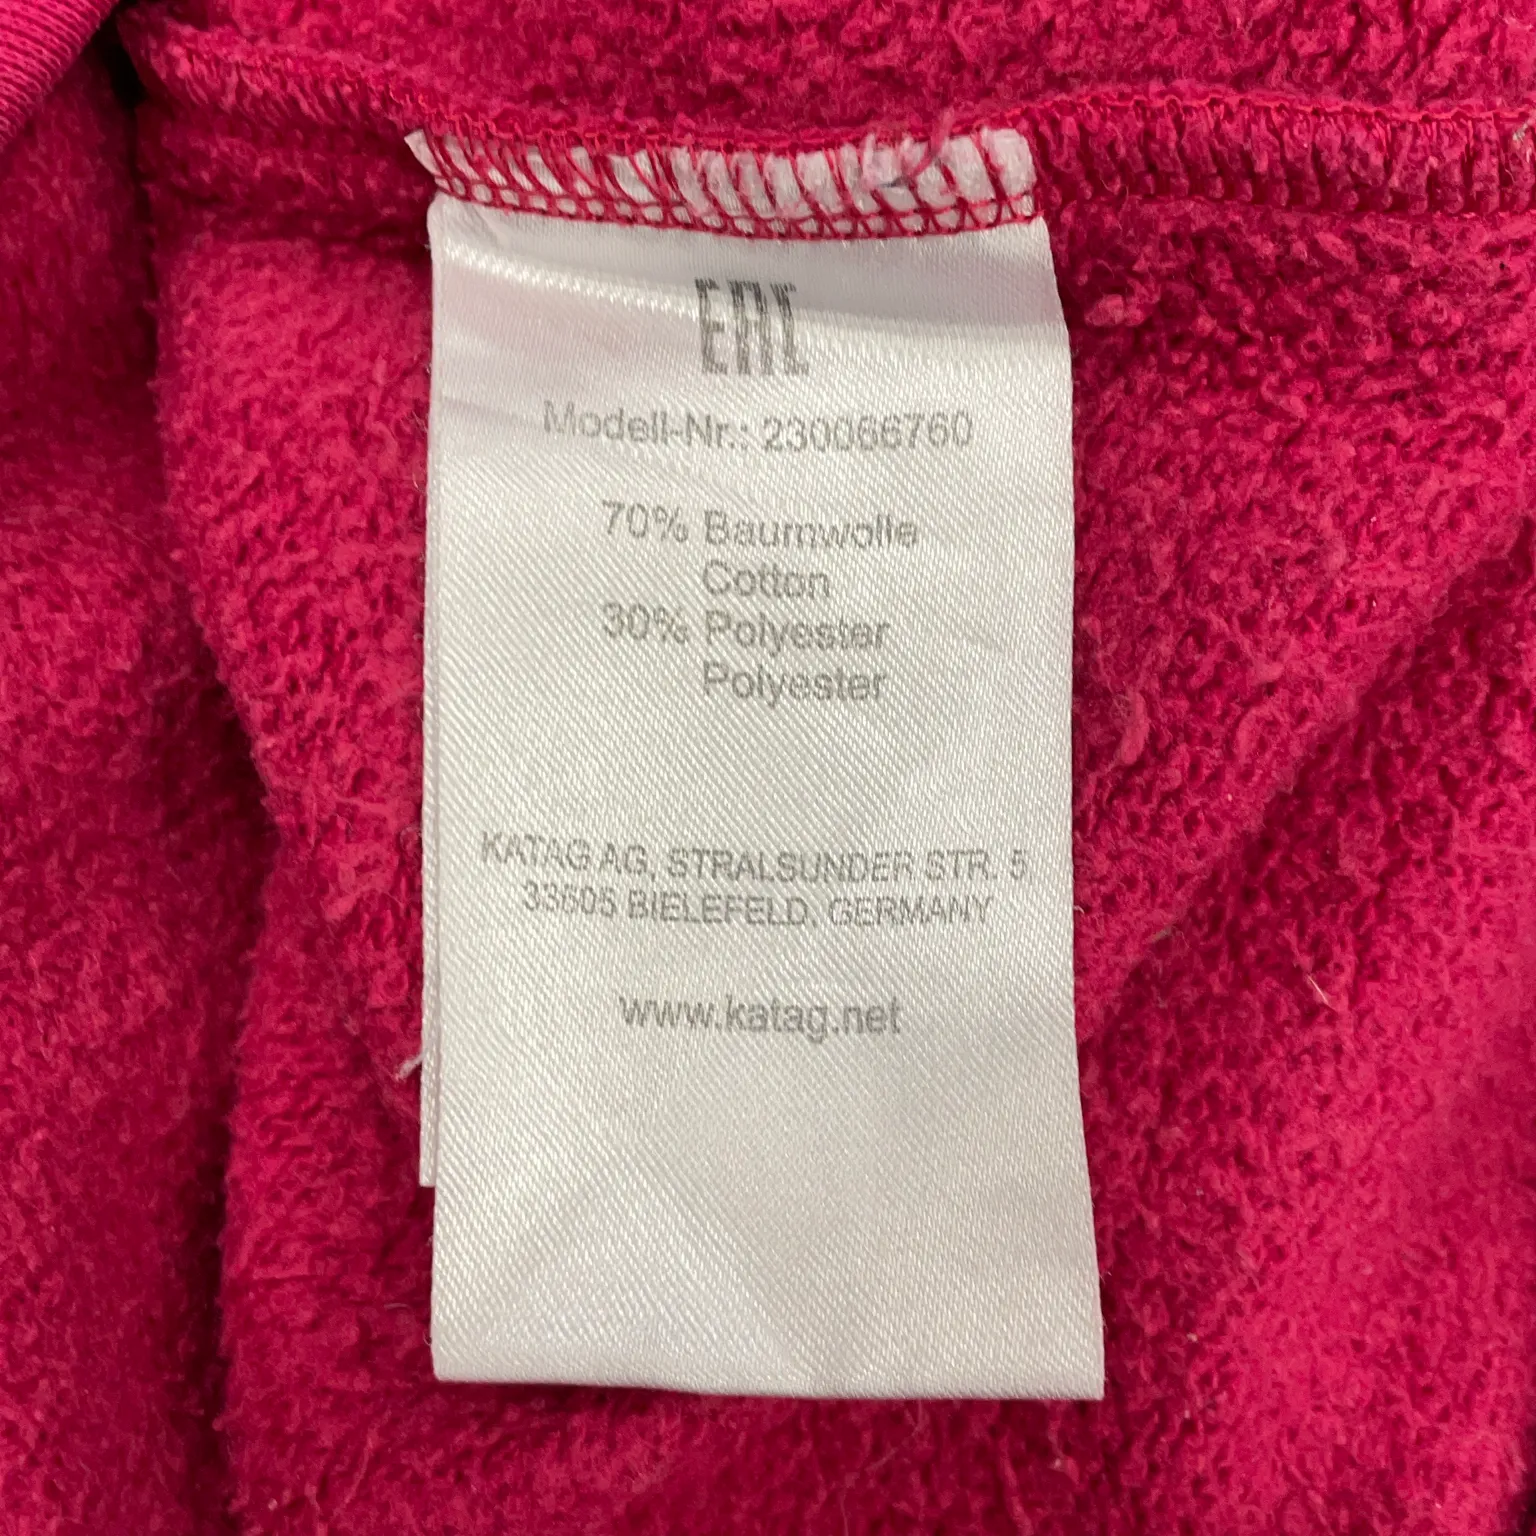 EAC
Modell-Nr.: 230066760
70% Baumwolle
Cotton
30% Polyester
Polyester
KATAG AG, STRALSUNDER STR. 5
33605 BIELEFELD, GERMANY
www.katag.net